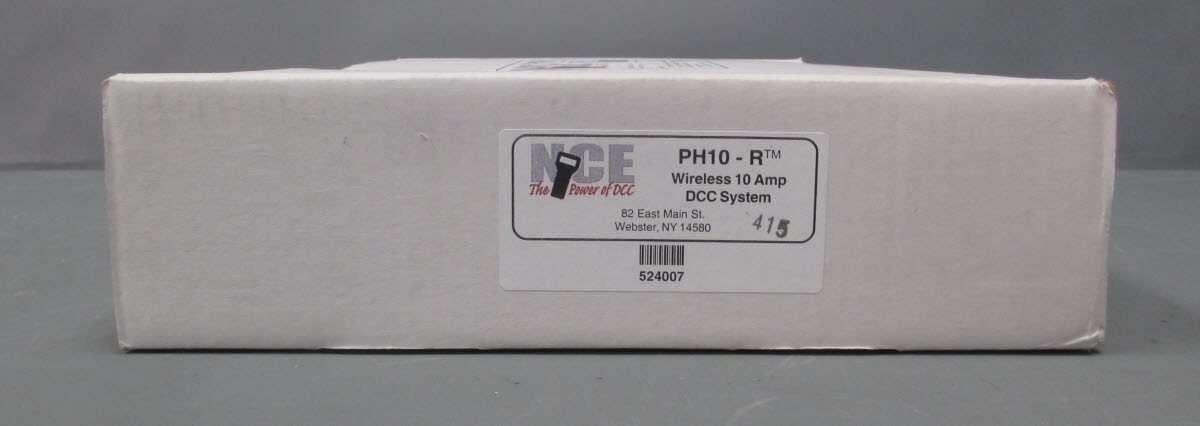 NCE
The Power of DCC
PH10 - R™
Wireless 10 Amp
DCC System
82 East Main St.
Webster, NY 14580
415
524007